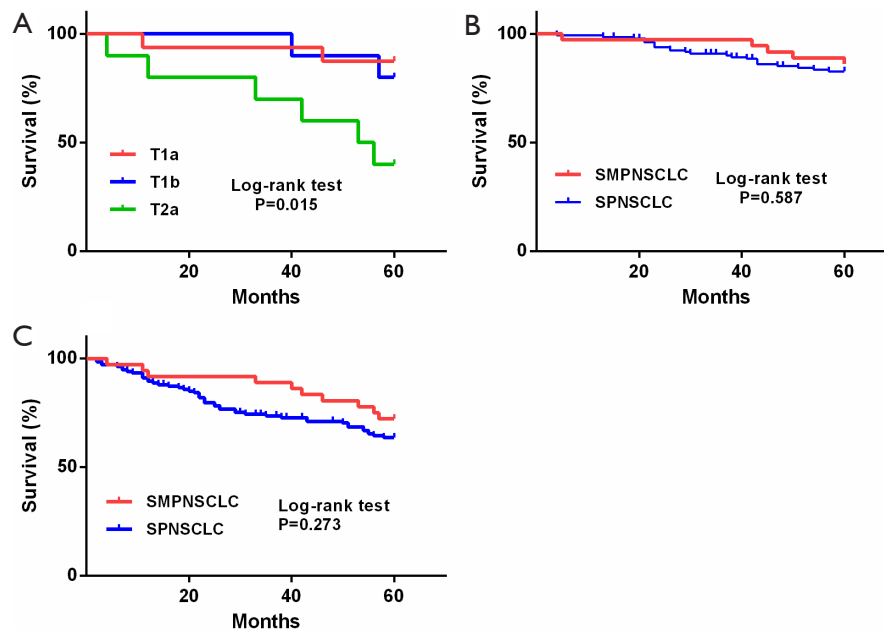 A
100
50
0
Survival (%)
T1a
T1b
T2a
Log-rank test
P=0.015
20 40 60
Months
B
100
50
0
Survival (%)
SMPNSCLC
SPNSCLC
Log-rank test
P=0.587
20 40 60
Months
C
100
50
0
Survival (%)
SMPNSCLC
SPNSCLC
Log-rank test
P=0.273
20 40 60
Months